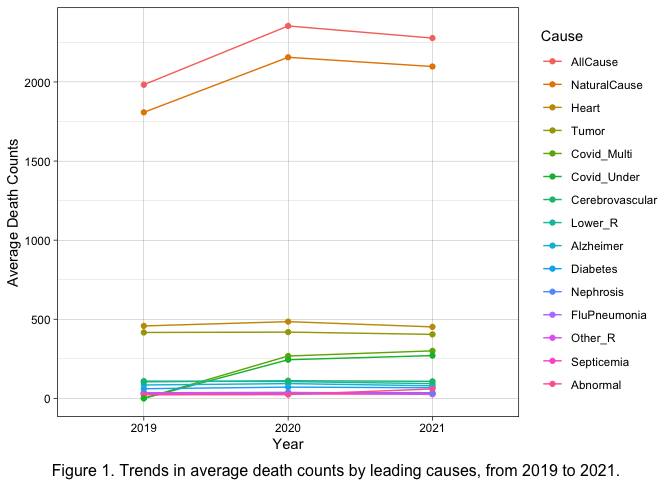 Cause
AllCause
NaturalCause
Heart
Tumor
Covid_Multi
Covid_Under
Cerebrovascular
Lower_R
Alzheimer
Diabetes
Nephrosis
FluPneumonia
Other_R
Septicemia
Abnormal
Average Death Counts
2000
1500
1000
500
0
2019 2020 2021
Year
Figure 1. Trends in average death counts by leading causes, from 2019 to 2021.